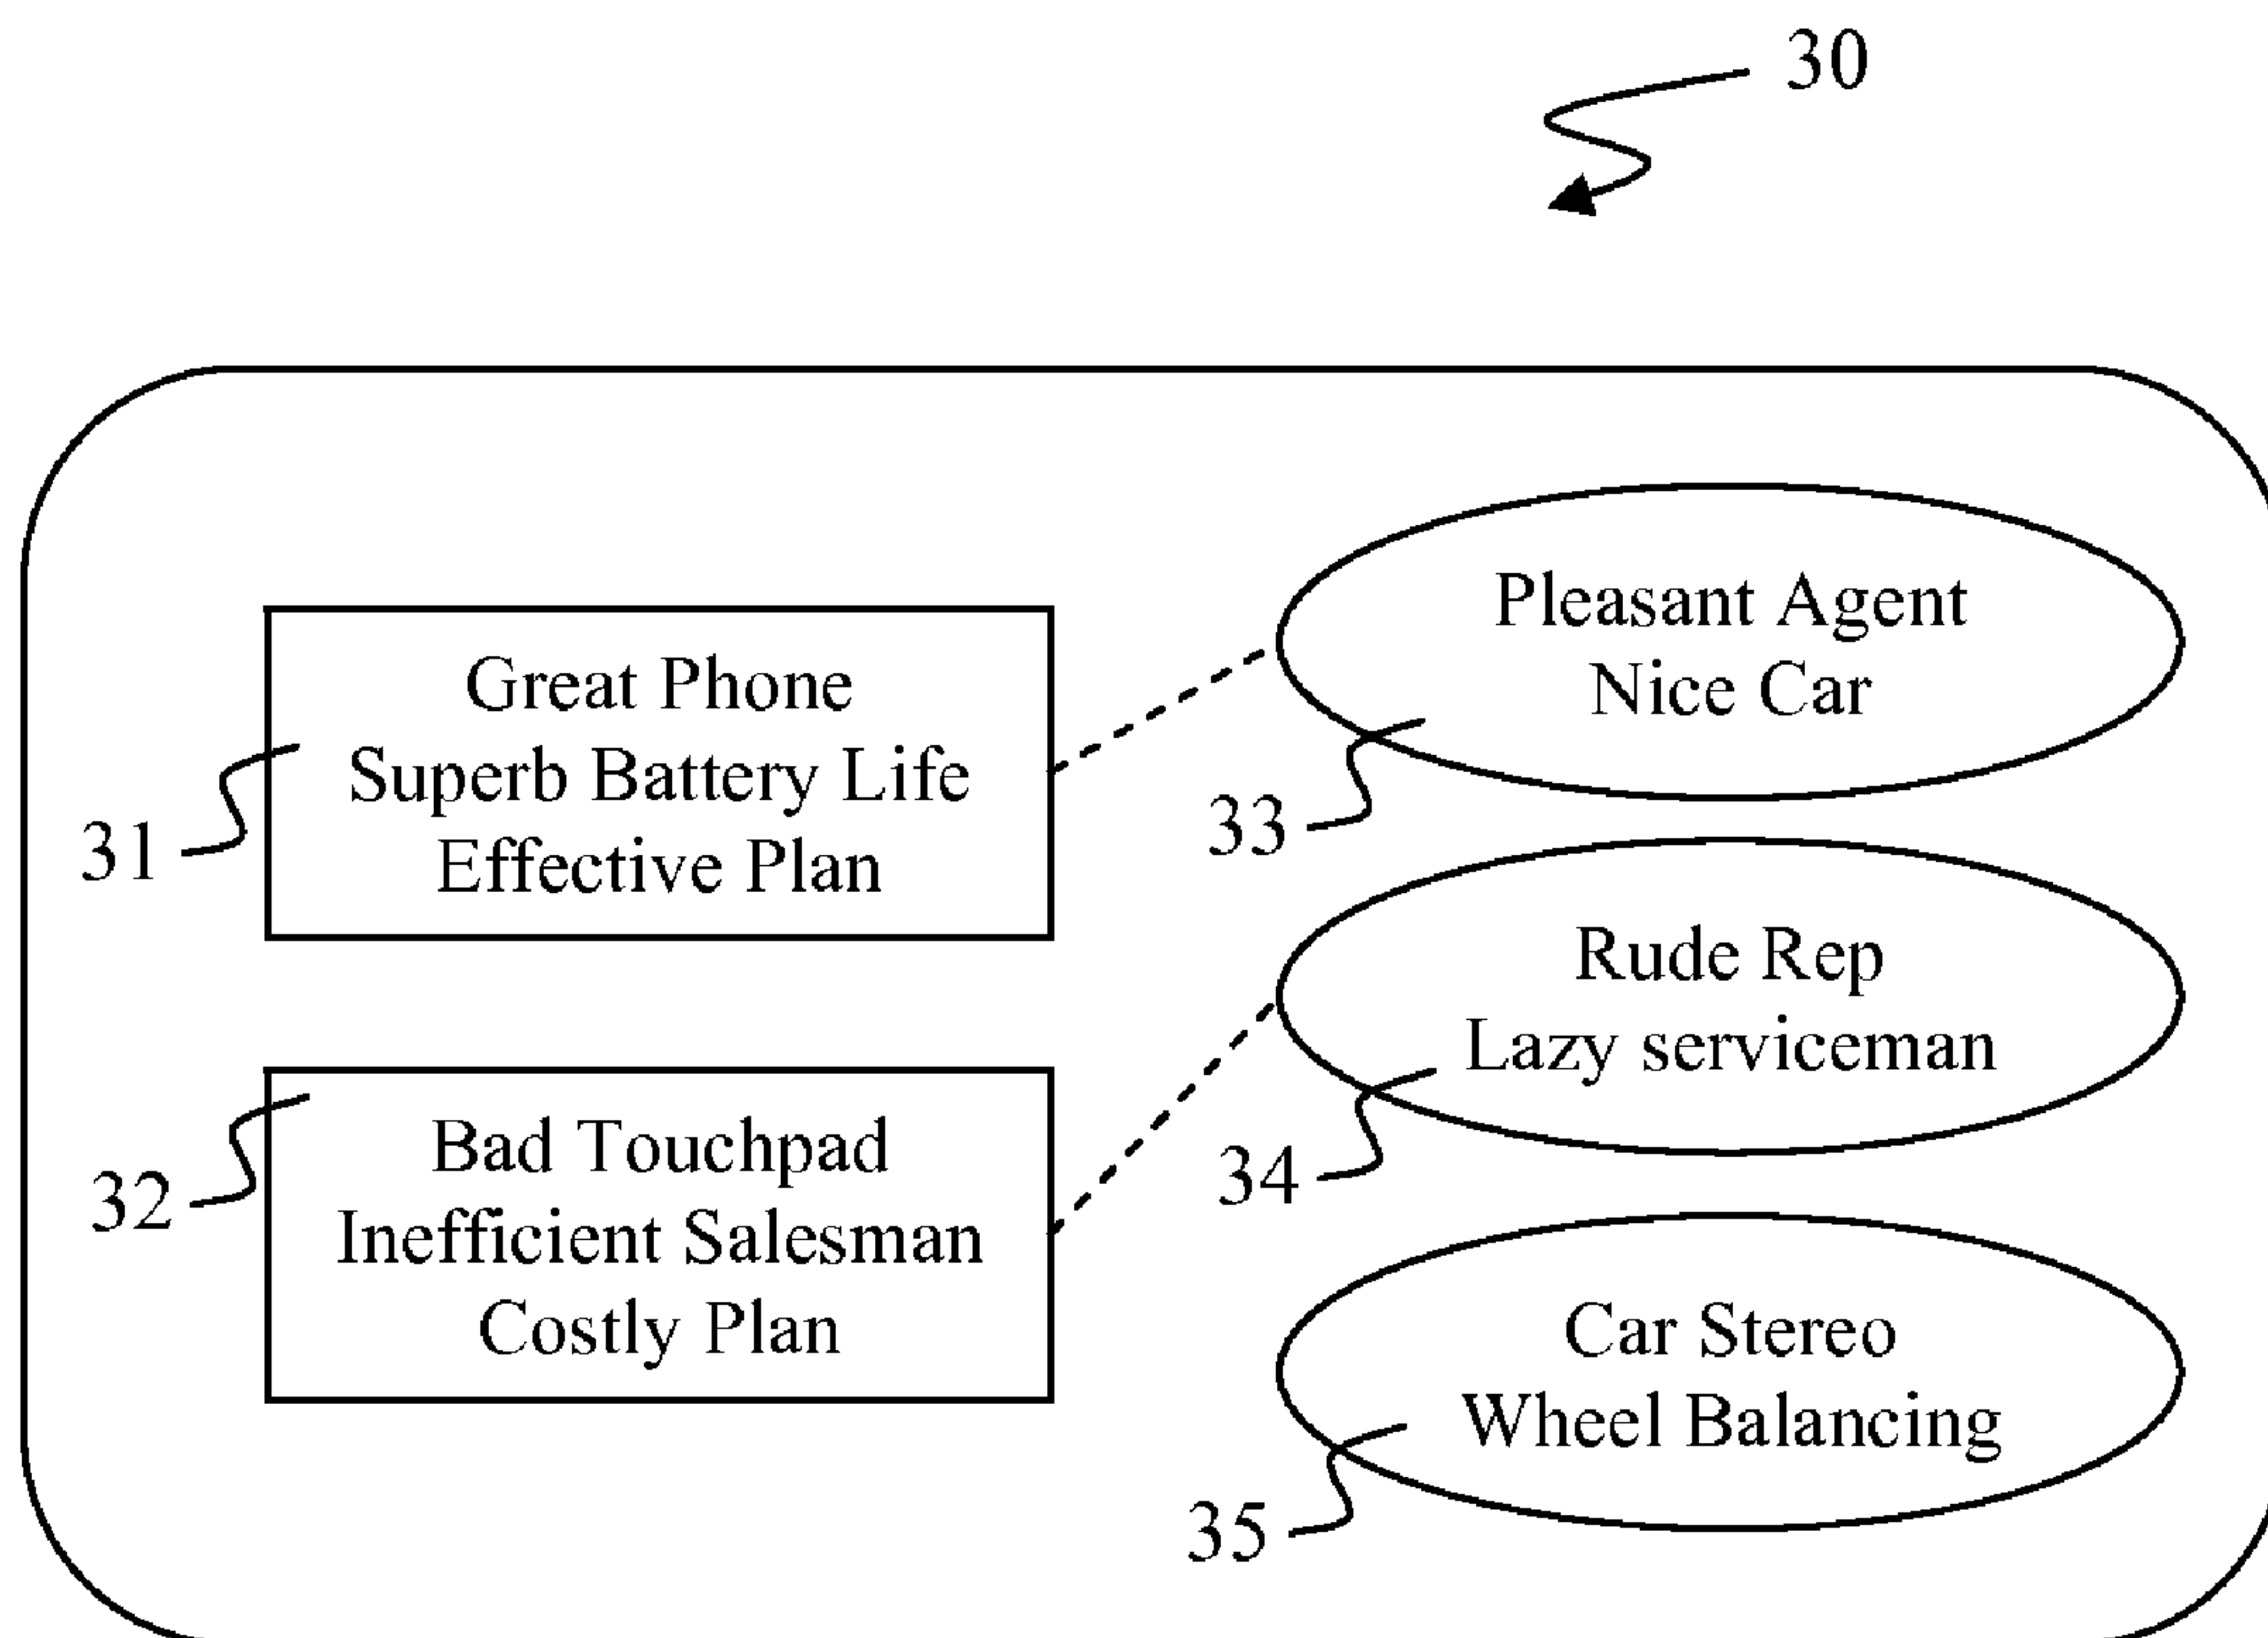 30
Great Phone
Superb Battery Life
Effective Plan
31
Bad Touchpad
Inefficient Salesman
Costly Plan
32
Pleasant Agent
Nice Car
33
Rude Rep
Lazy serviceman
34
Car Stereo
Wheel Balancing
35